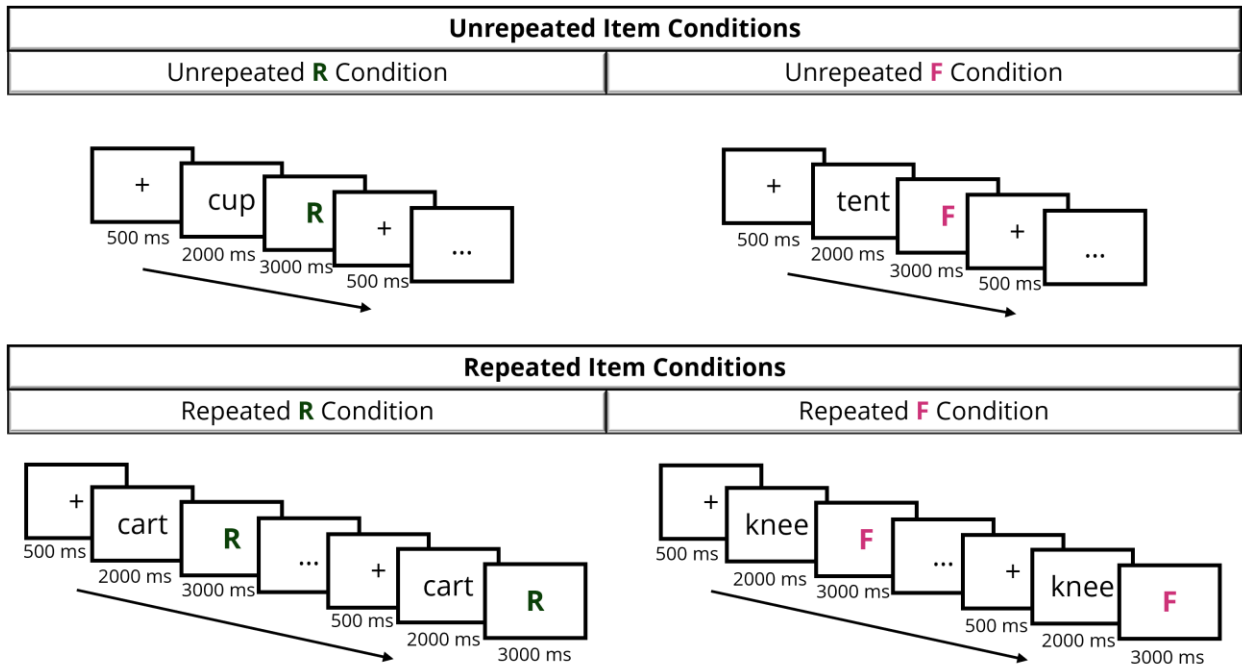 Unrepeated Item Conditions
Unrepeated R Condition
Unrepeated F Condition
+
500 ms
cup
2000 ms
R
3000 ms
+
500 ms
...
+
500 ms
tent
2000 ms
F
3000 ms
+
500 ms
...
Repeated Item Conditions
Repeated R Condition
Repeated F Condition
+
500 ms
cart
2000 ms
R
3000 ms
...
+
500 ms
cart
2000 ms
R
3000 ms
+
500 ms
knee
2000 ms
F
3000 ms
...
+
500 ms
knee
2000 ms
F
3000 ms